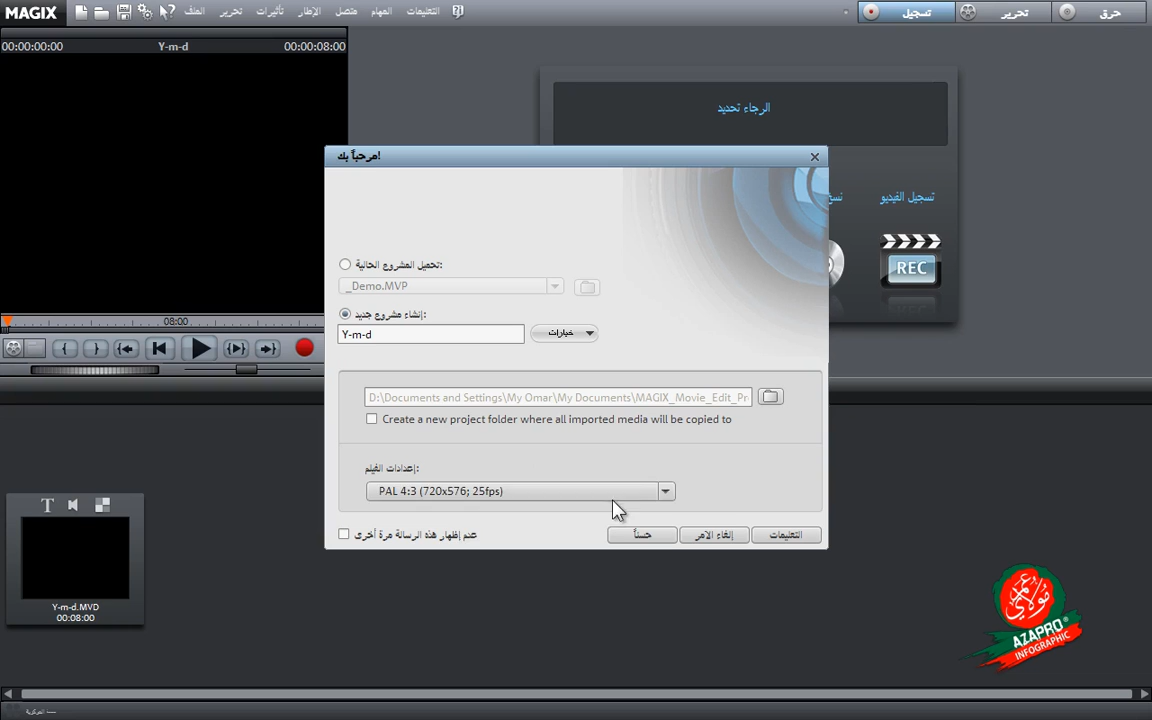 MAGIX
الملف
تحرير
تأثيرات
الإطار
متصل
المهام
التعليمات
تسجيل
تحرير
حرق
00:00:00:00
Y-m-d
00:00:08:00
الرجاء تحديد
مرحباً بك!
تسجيل الفيديو
REC
تحميل المشروع الحالية:
_Demo.MVP
إنشاء مشروع جديد:
Y-m-d
خيارات
08:00
D:\Documents and Settings\My Omar\My Documents\MAGIX_Movie_Edit_Pr
Create a new project folder where all imported media will be copied to
إعدادات الفيلم:
PAL 4:3 (720x576; 25fps)
عدم إظهار هذه الرسالة مرة أخرى
حسناً
إلغاء الامر
التعليمات
T
Y-m-d.MVD
00:08:00
مولاي عمر
AZAPRO®
INFOGRAPHIC